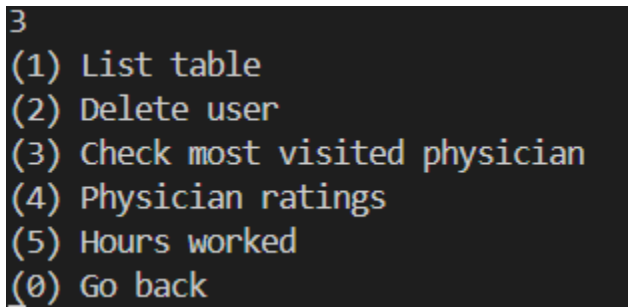 3
(1) List table
(2) Delete user
(3) Check most visited physician
(4) Physician ratings
(5) Hours worked
(0) Go back